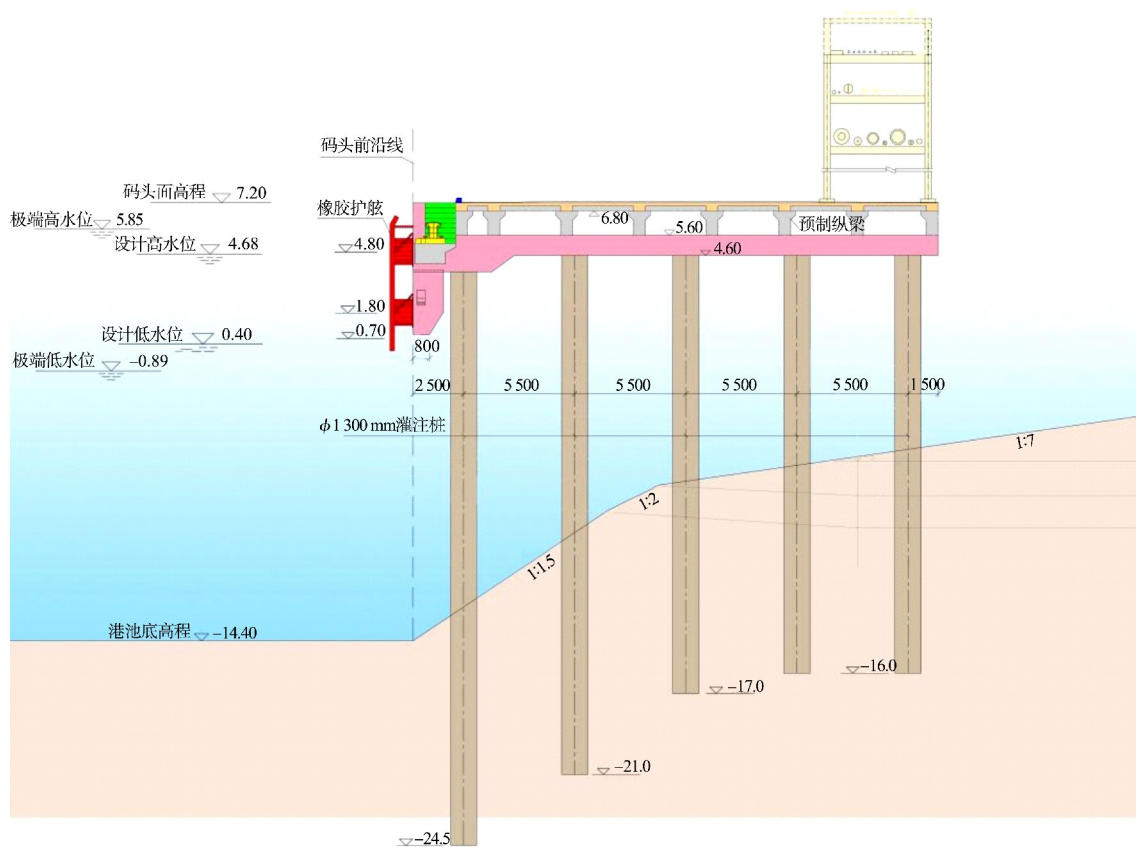 码头前沿线
码头面高程 7.20
橡胶护舷
极端高水位 5.85
设计高水位 4.68
4.80
6.80
5.60
预制纵梁
4.60
1.80
设计低水位 0.40
0.70
极端低水位 -0.89
800
2 500 5 500 5 500 5 500 5 500 1 500
ϕ1 300 mm灌注桩
1:7
1:2
1:1.5
港池底高程 -14.40
-16.0
-17.0
-21.0
-24.5